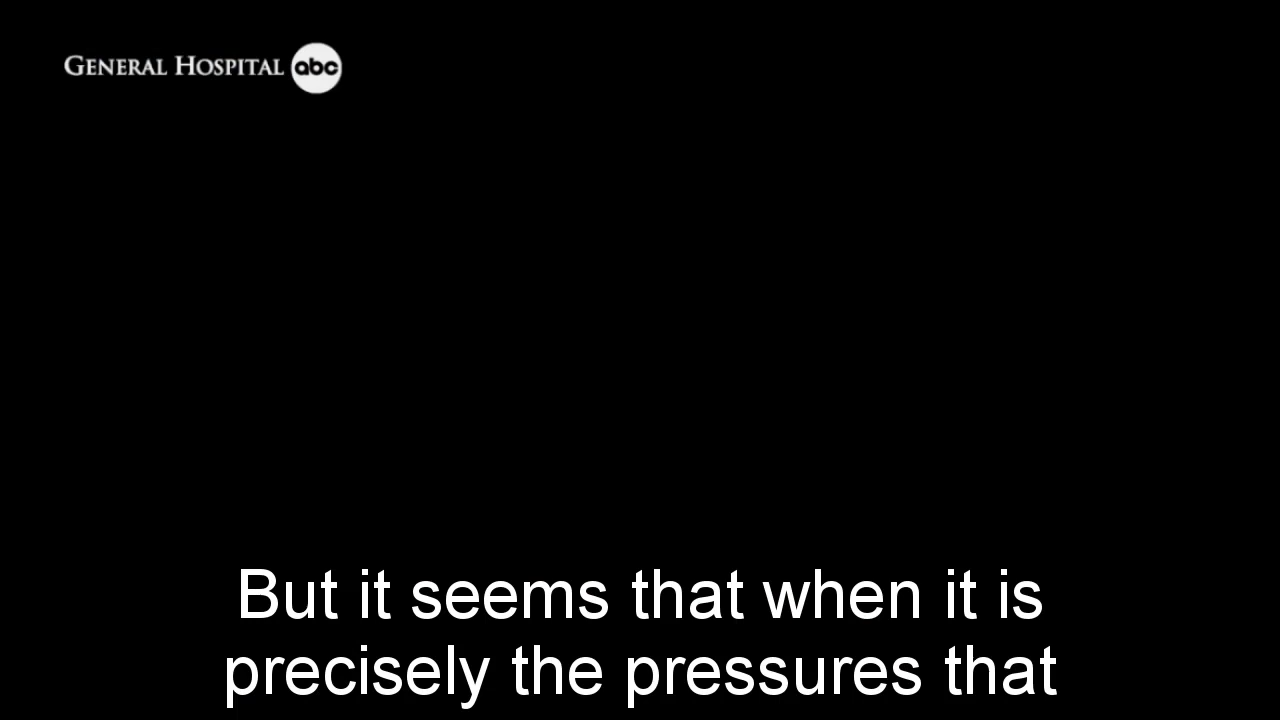 GENERAL HOSPITAL abc
But it seems that when it is
precisely the pressures that